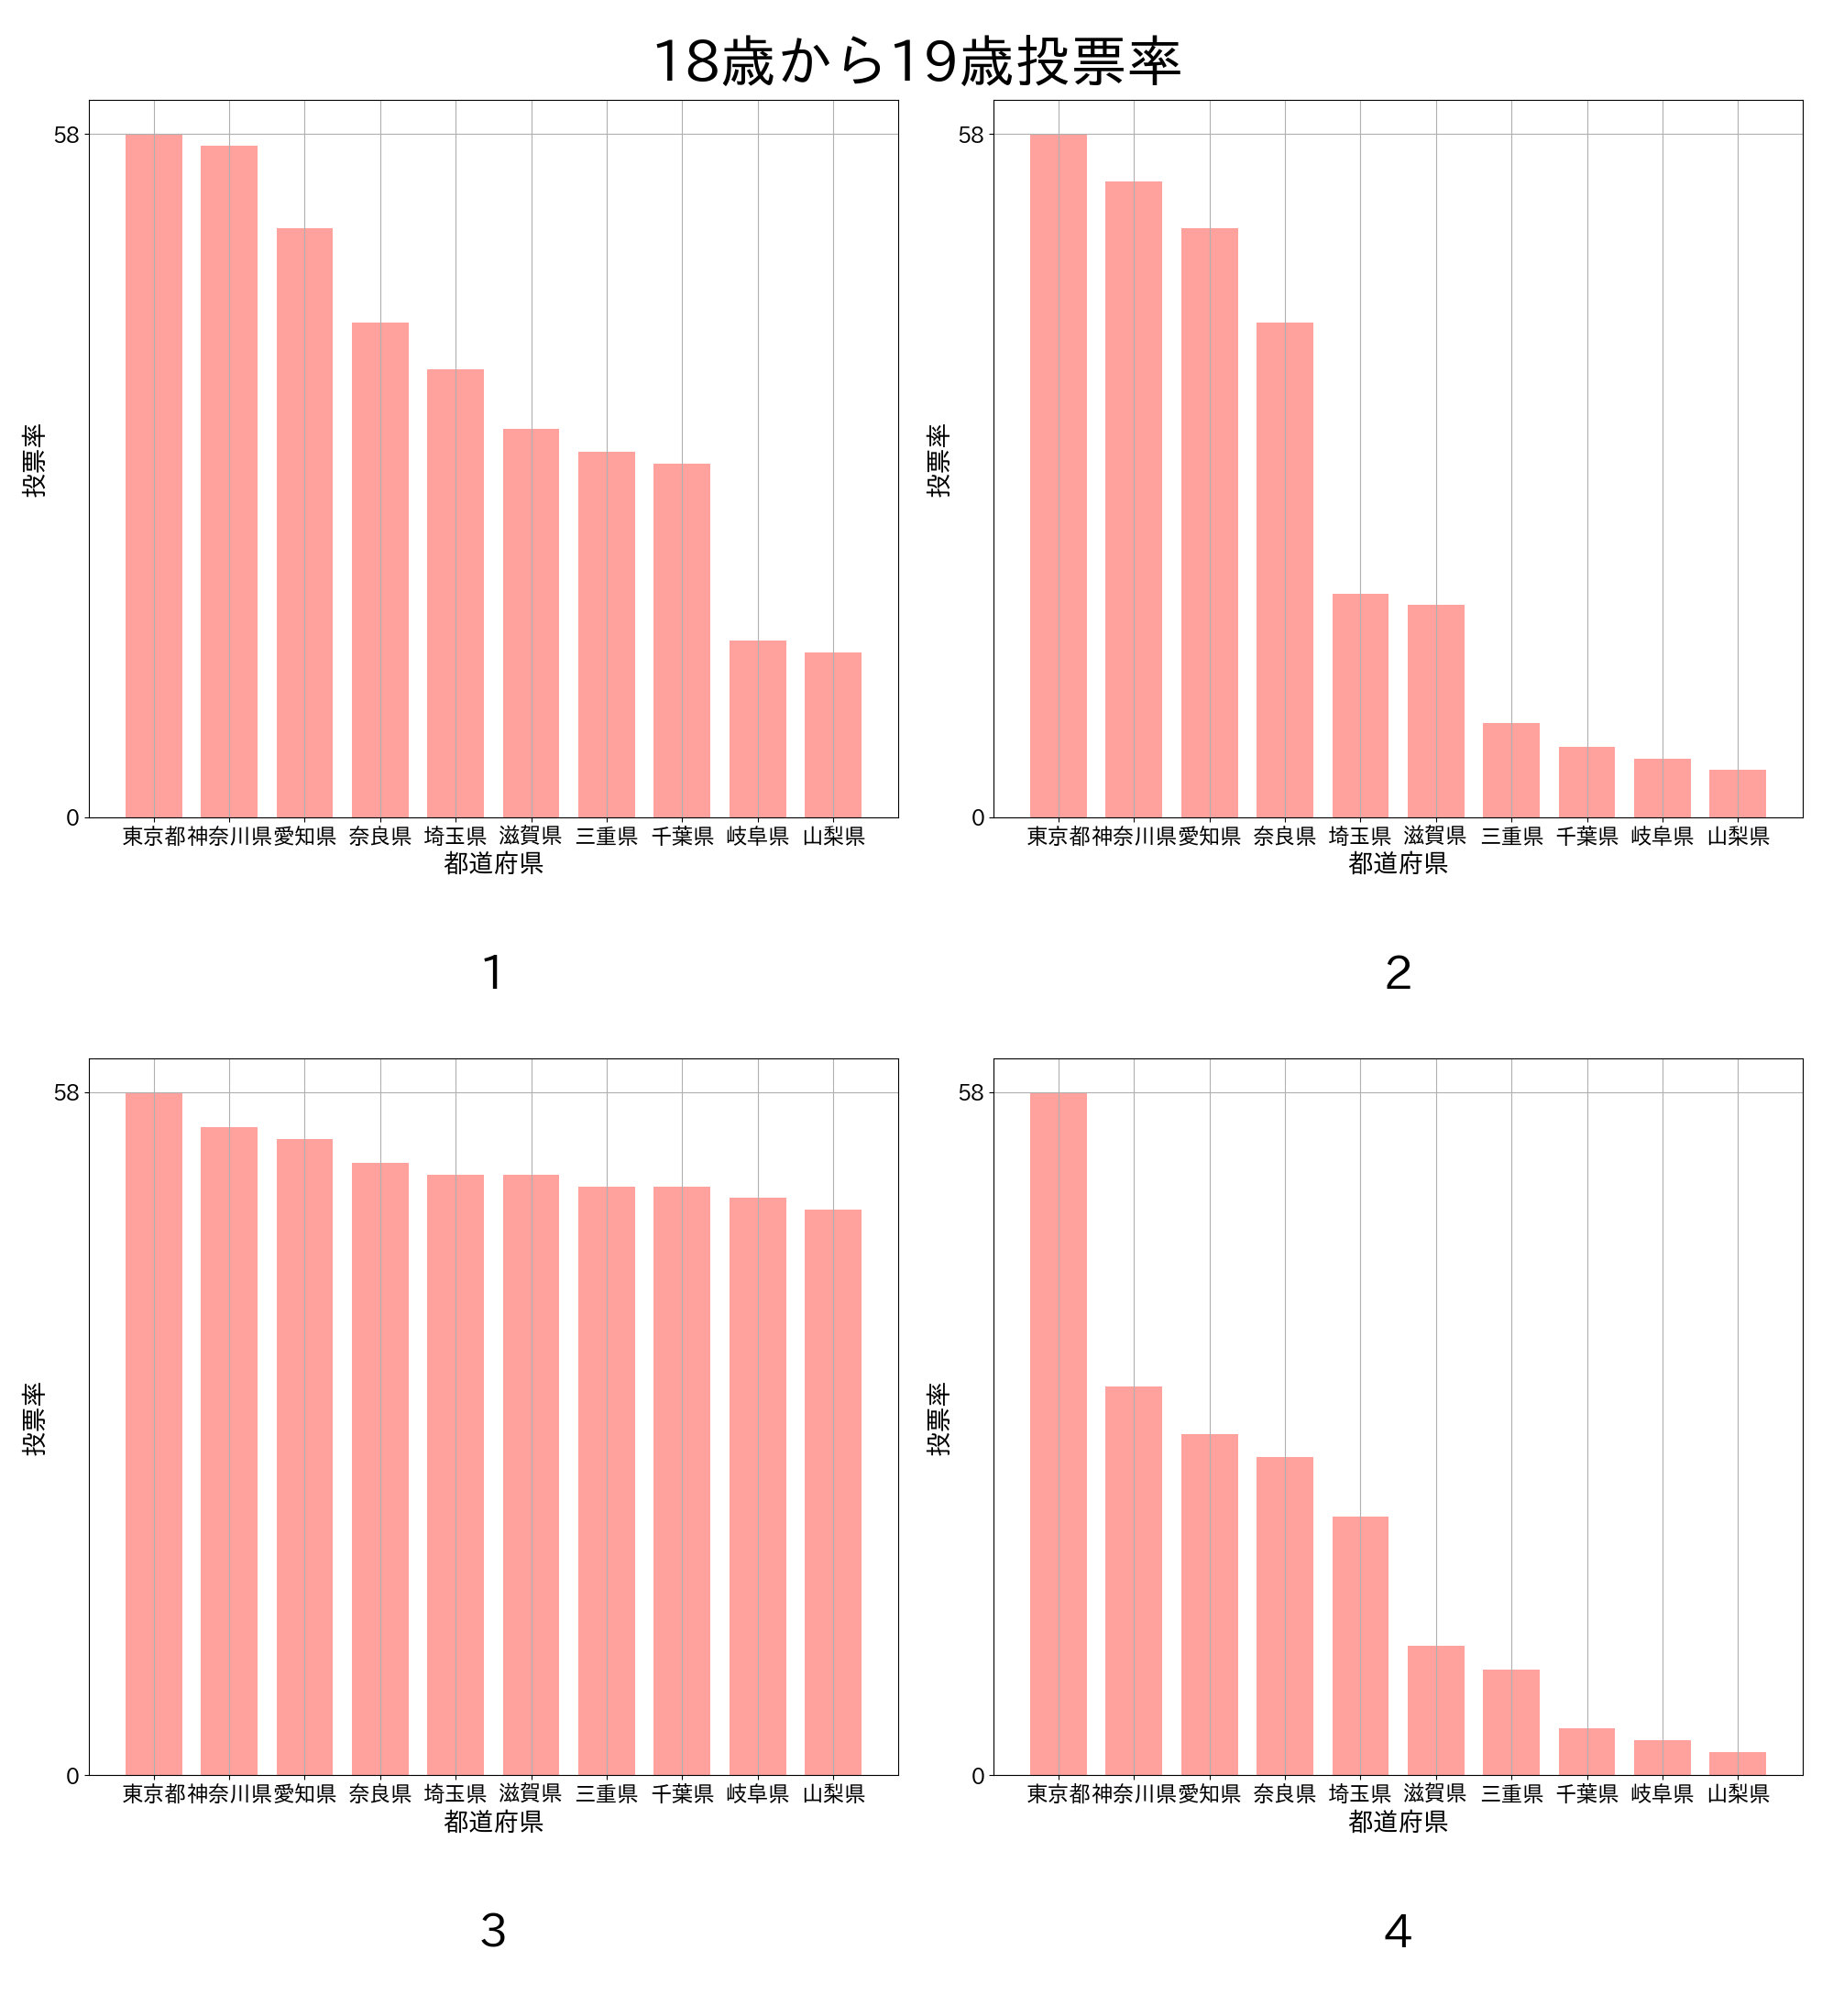 18歳から19歳投票率
58
0
投票率
東京都 神奈川県 愛知県 奈良県 埼玉県 滋賀県 三重県 千葉県 岐阜県 山梨県
都道府県
1
58
0
投票率
東京都 神奈川県 愛知県 奈良県 埼玉県 滋賀県 三重県 千葉県 岐阜県 山梨県
都道府県
2
58
0
投票率
東京都 神奈川県 愛知県 奈良県 埼玉県 滋賀県 三重県 千葉県 岐阜県 山梨県
都道府県
3
58
0
投票率
東京都 神奈川県 愛知県 奈良県 埼玉県 滋賀県 三重県 千葉県 岐阜県 山梨県
都道府県
4